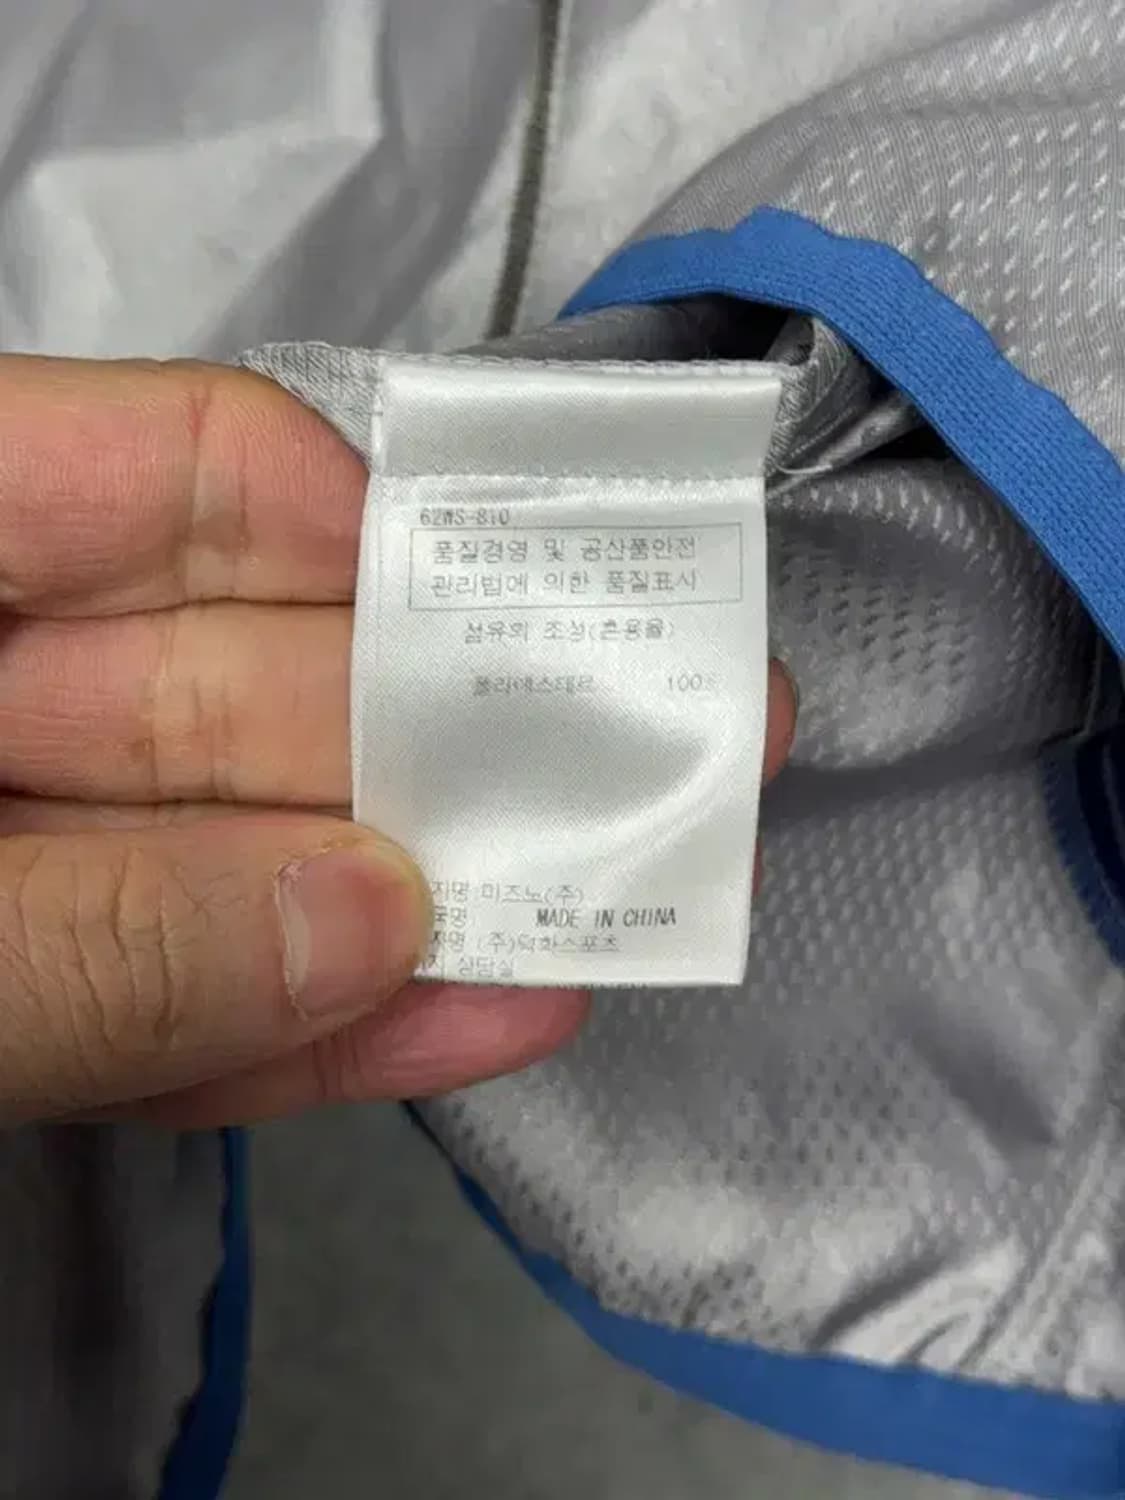 62WS-810
품질경영 및 공산품안전
관리법에 의한 품질표시
섬유의 조성(혼용율)
폴리에스테르 100%
자명 미즈노(주)
국명 MADE IN CHINA
자명 (주)덕화스포츠
상담실